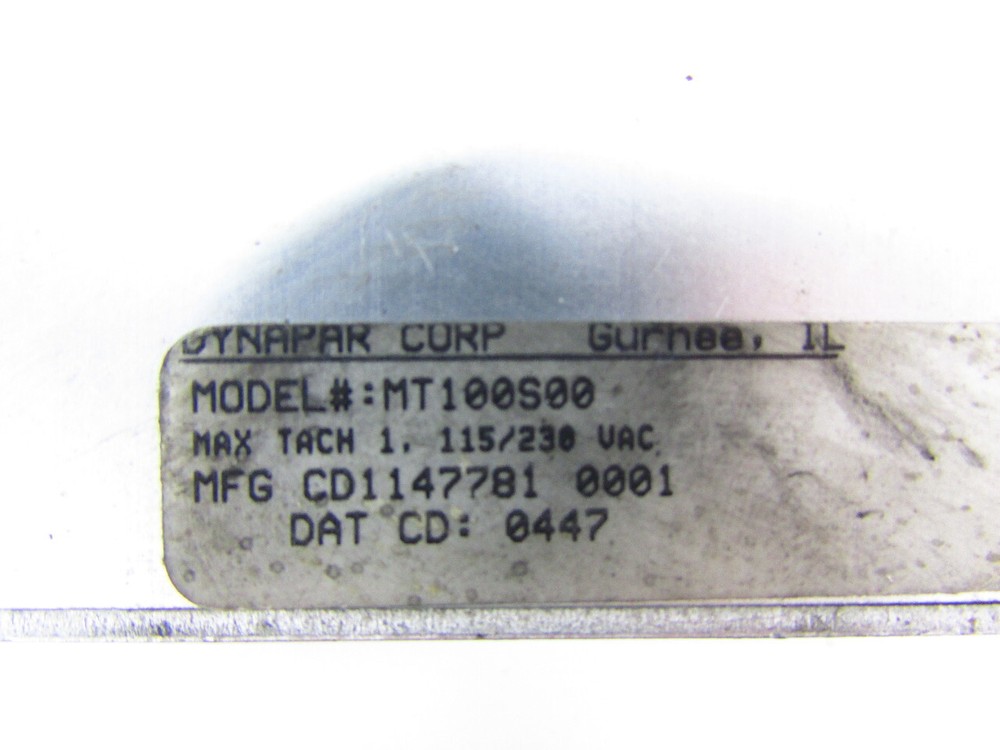 DYNAPAR CORP Gurnee, IL
MODEL#:MT100S00
MAX TACH 1, 115/230 VAC
MFG CD1147781 0001
DAT CD: 0447